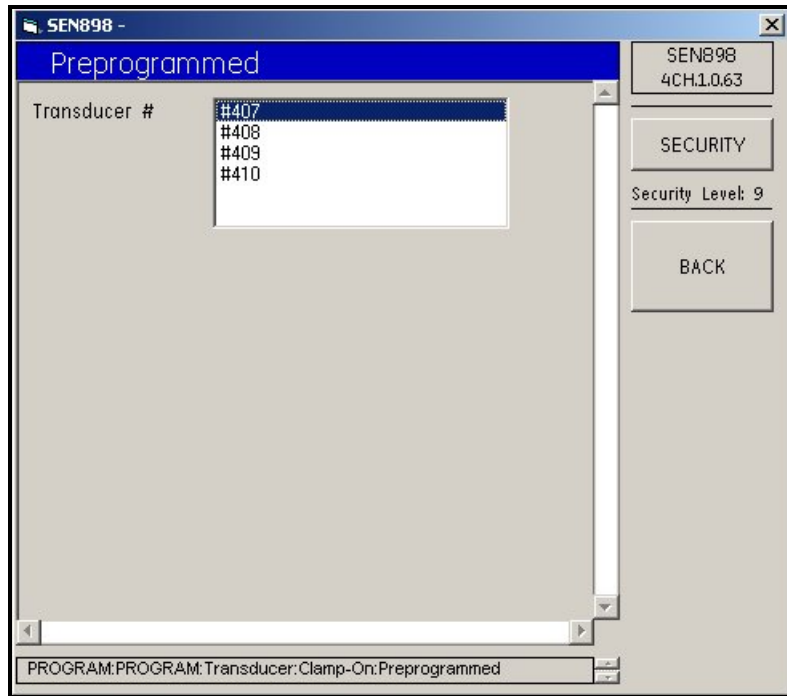 SEN898 -
Preprogrammed
SEN898
4CH.1.0.63
Transducer #
#407
#408
#409
#410
SECURITY
Security Level: 9
BACK
PROGRAM:PROGRAM:Transducer:Clamp-On:Preprogrammed